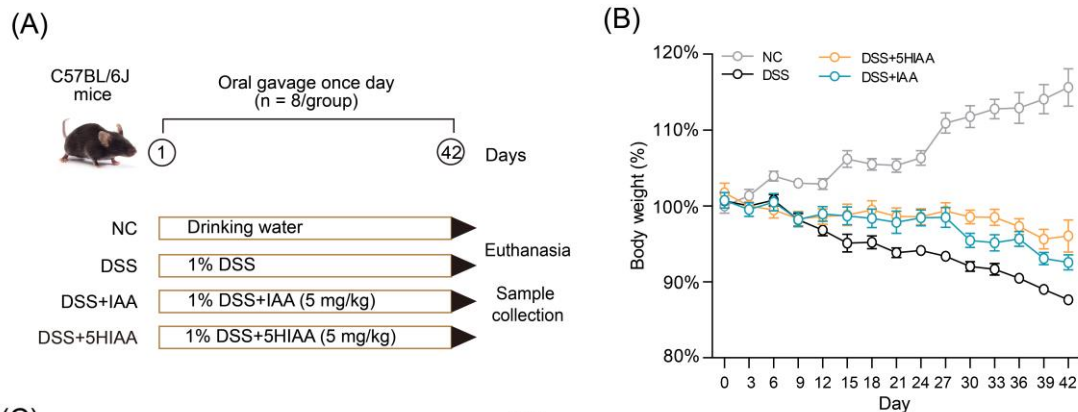 (A)
C57BL/6J
mice
Oral gavage once day
(n = 8/group)
1
42
Days
NC
Drinking water
DSS
1% DSS
Euthanasia
DSS+IAA
1% DSS+IAA (5 mg/kg)
Sample
collection
DSS+5HIAA
1% DSS+5HIAA (5 mg/kg)
(B)
NC
DSS
DSS+5HIAA
DSS+IAA
Body weight (%)
120%
110%
100%
90%
80%
0 3 6 9 12 15 18 21 24 27 30 33 36 39 42
Day